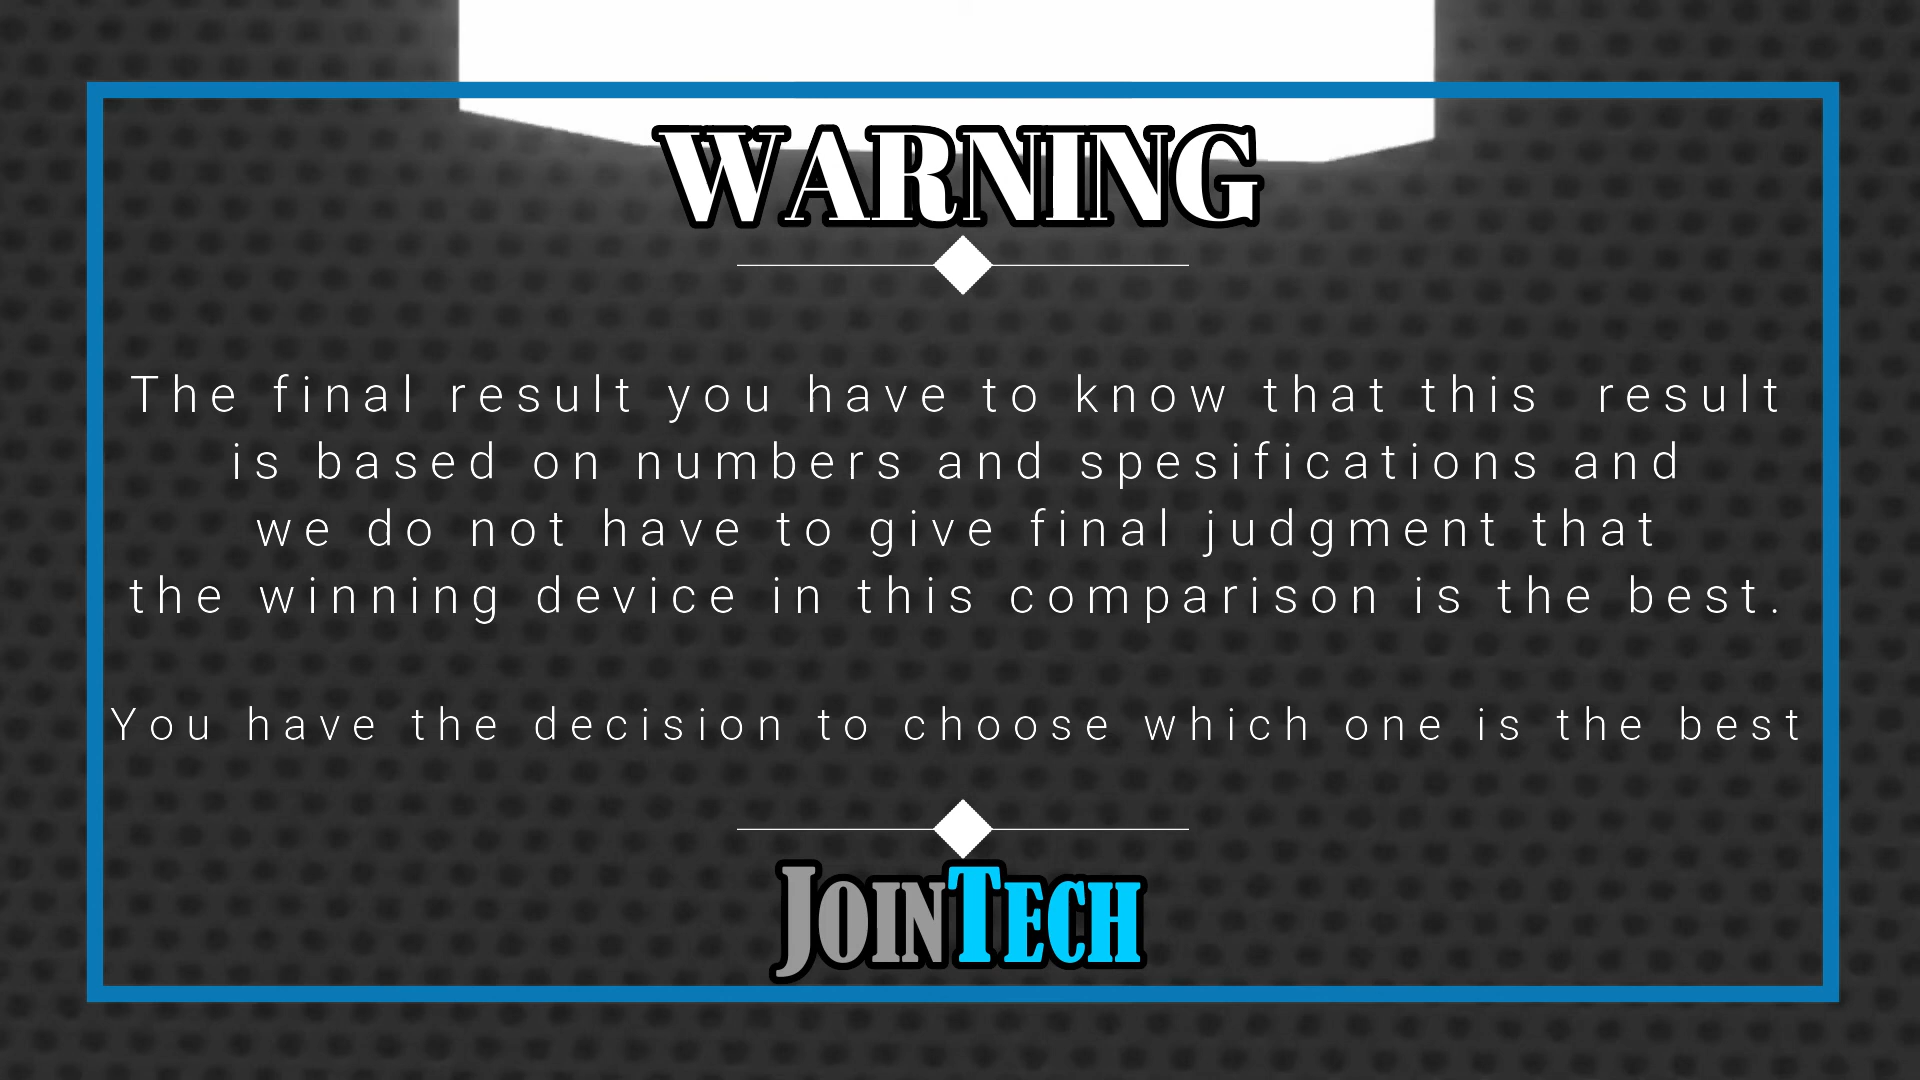 WARNING
The final result you have to know that this result
is based on numbers and spesifications and
we do not have to give final judgment that
the winning device in this comparison is the best.
You have the decision to choose which one is the best
JOINTECH